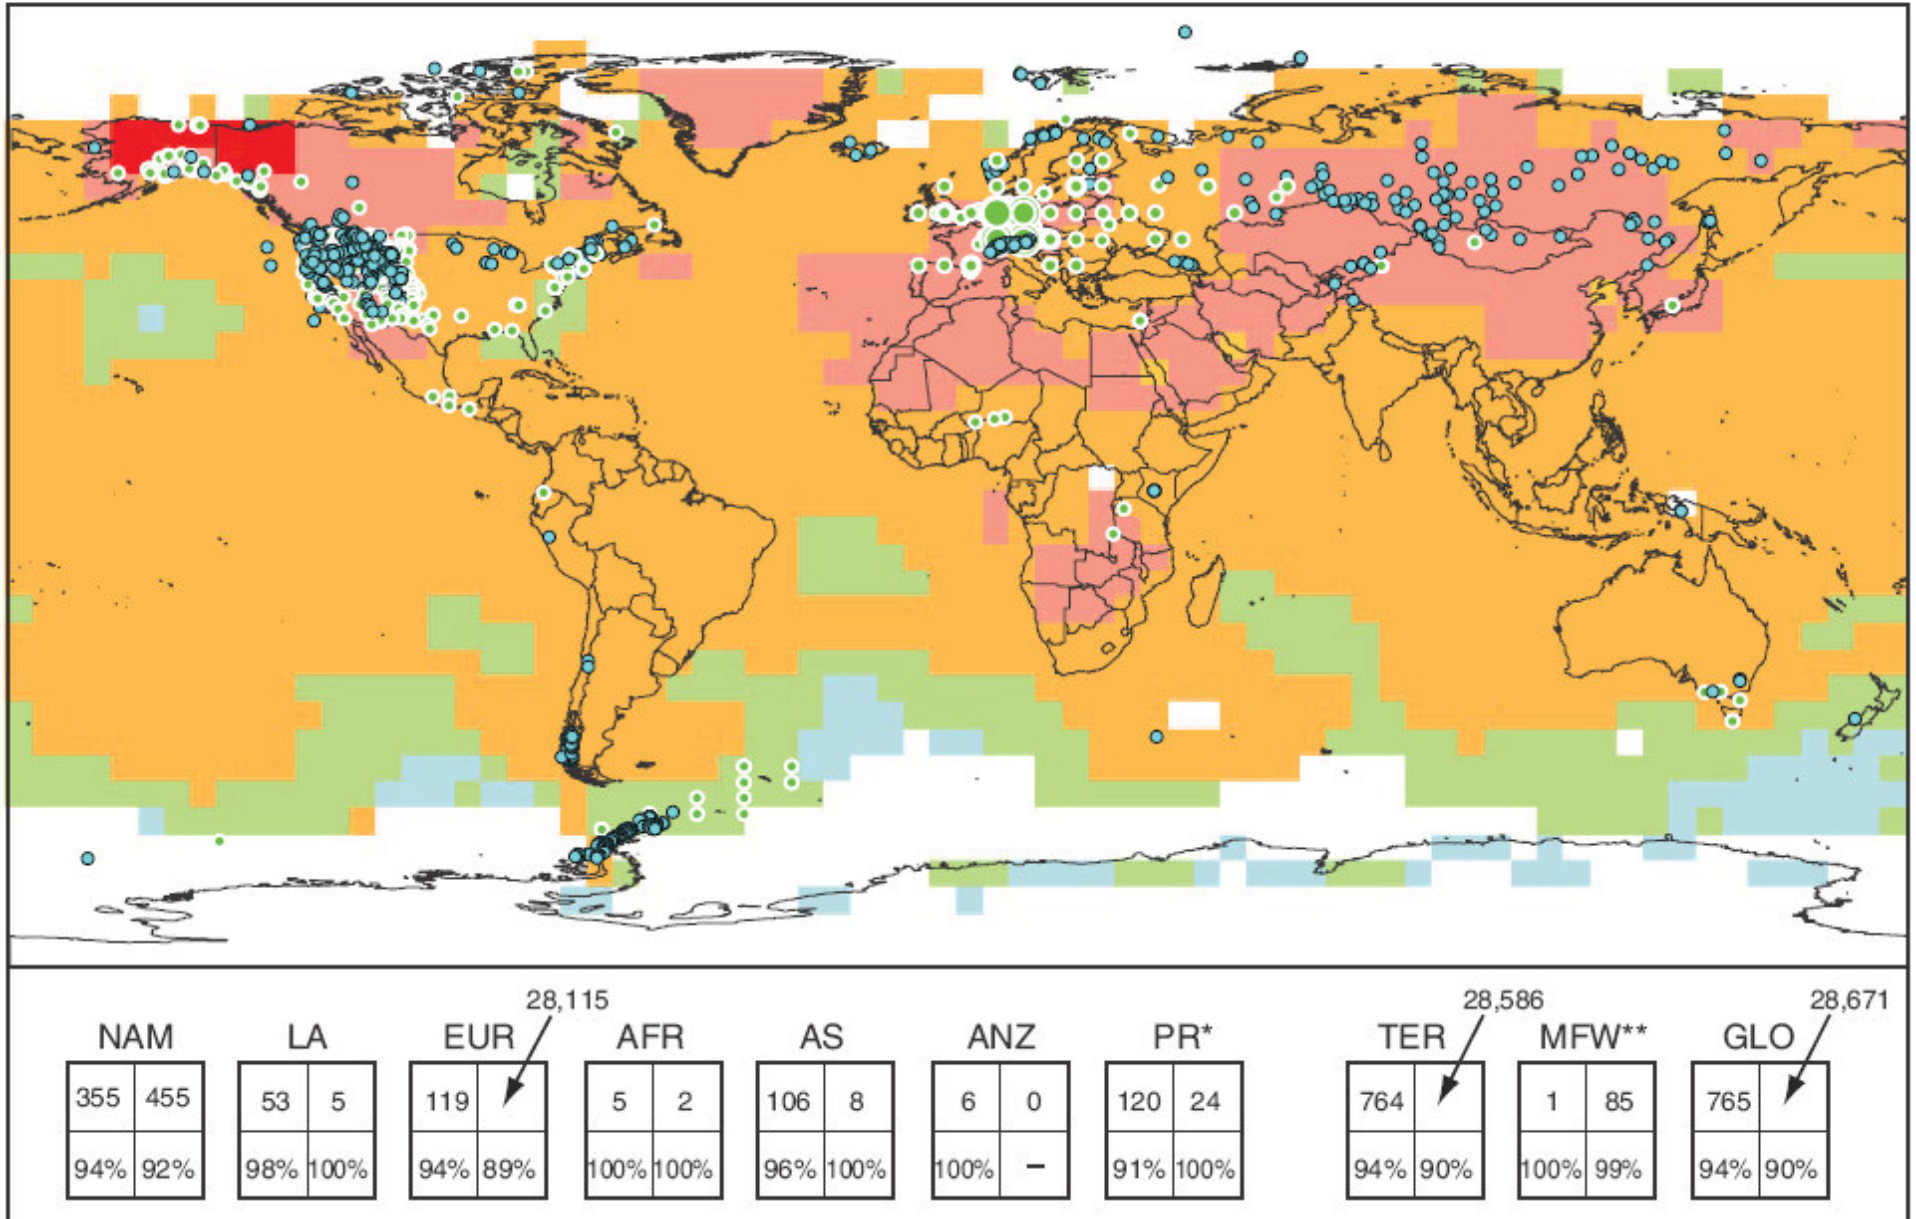 28,115 28,586 28,671
NAM LA EUR AFR AS ANZ PR* TER MFW** GLO
355 455 53 5 119 5 2 106 8 6 0 120 24 764 1 85 765
94% 92% 98% 100% 94% 89% 100% 100% 96% 100% 100% – 91% 100% 94% 90% 100% 99% 94% 90%